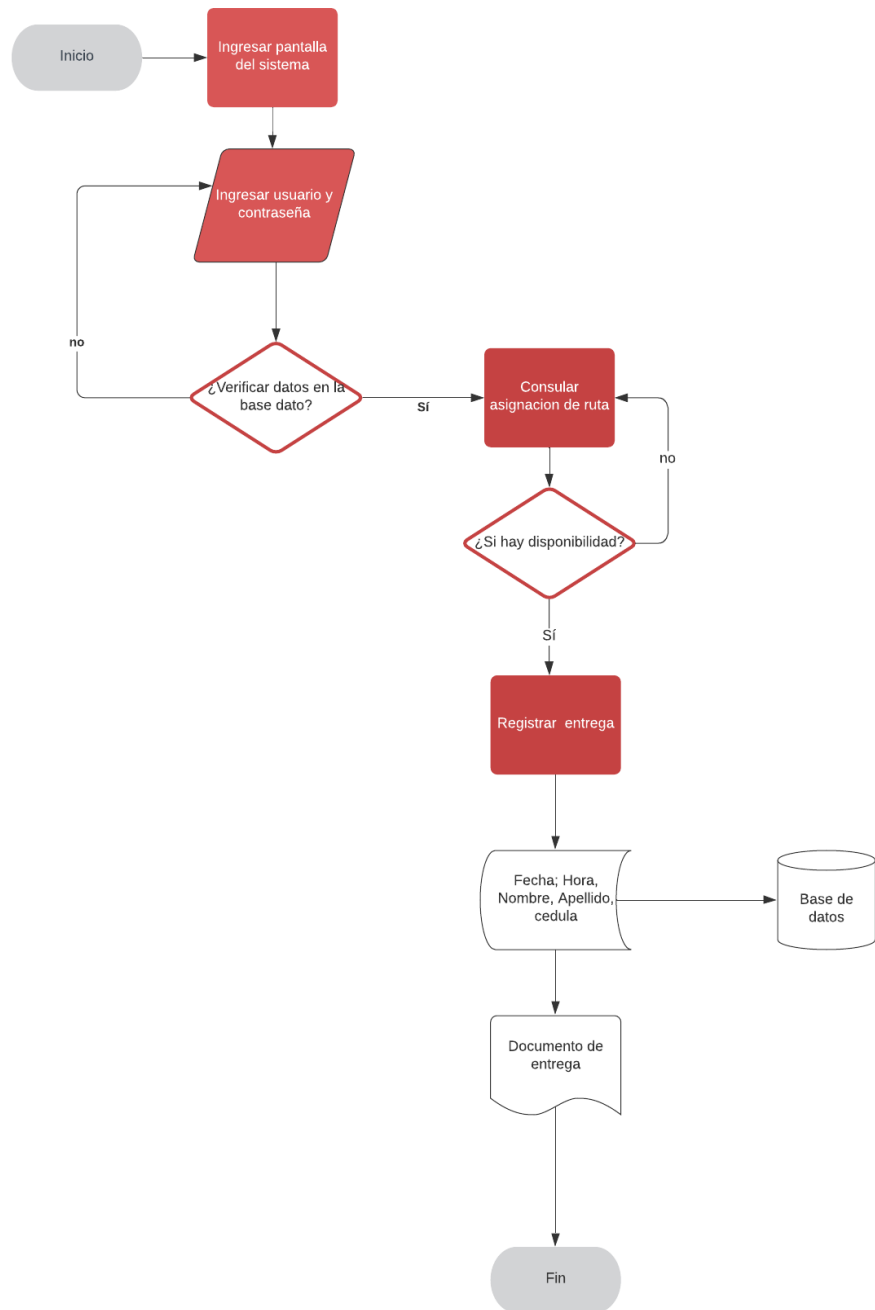 Inicio
Ingresar pantalla
del sistema
Ingresar usuario y
contraseña
no
¿Verificar datos en la
base dato?
Sí
Consular
asignacion de ruta
no
¿Si hay disponibilidad?
Sí
Registrar entrega
Fecha; Hora,
Nombre, Apellido,
cedula
Base de
datos
Documento de
entrega
Fin